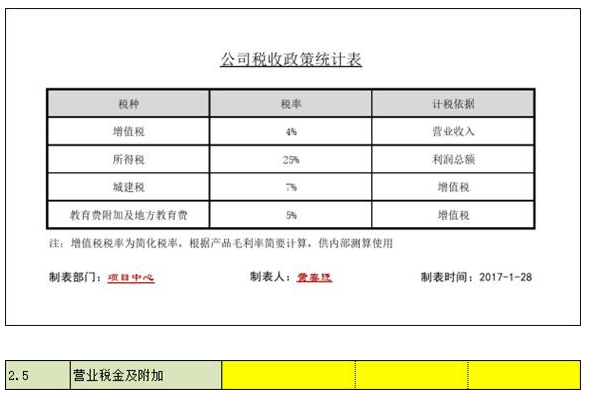 公司税收政策统计表
税种 税率 计税依据
增值税 4% 营业收入
所得税 25% 利润总额
城建税 7% 增值税
教育费附加及地方教育费 5% 增值税
注：增值税税率为简化税率，根据产品毛利率简要计算，供内部测算使用
制表部门：项目中心 制表人： 制表时间：2017-1-28
2.5 营业税金及附加